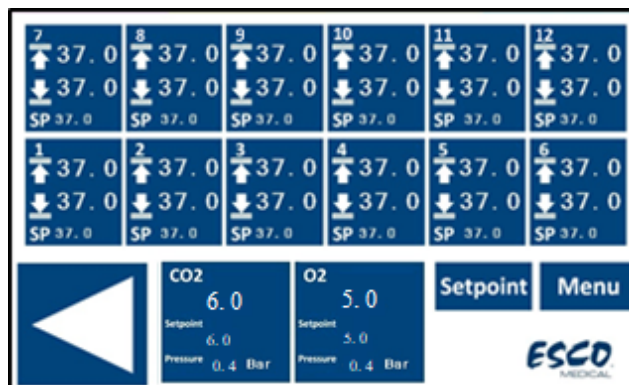 7 8 9 10 11 12
37.0 37.0 37.0 37.0 37.0 37.0
37.0 37.0 37.0 37.0 37.0 37.0
SP 37.0 SP 37.0 SP 37.0 SP 37.0 SP 37.0 SP 37.0
1 2 3 4 5 6
37.0 37.0 37.0 37.0 37.0 37.0
37.0 37.0 37.0 37.0 37.0 37.0
SP 37.0 SP 37.0 SP 37.0 SP 37.0 SP 37.0 SP 37.0
CO2
6.0
Setpoint
6.0
Pressure 0.4 Bar
O2
5.0
Setpoint
5.0
Pressure 0.4 Bar
Setpoint
Menu
ESCO
MEDICAL